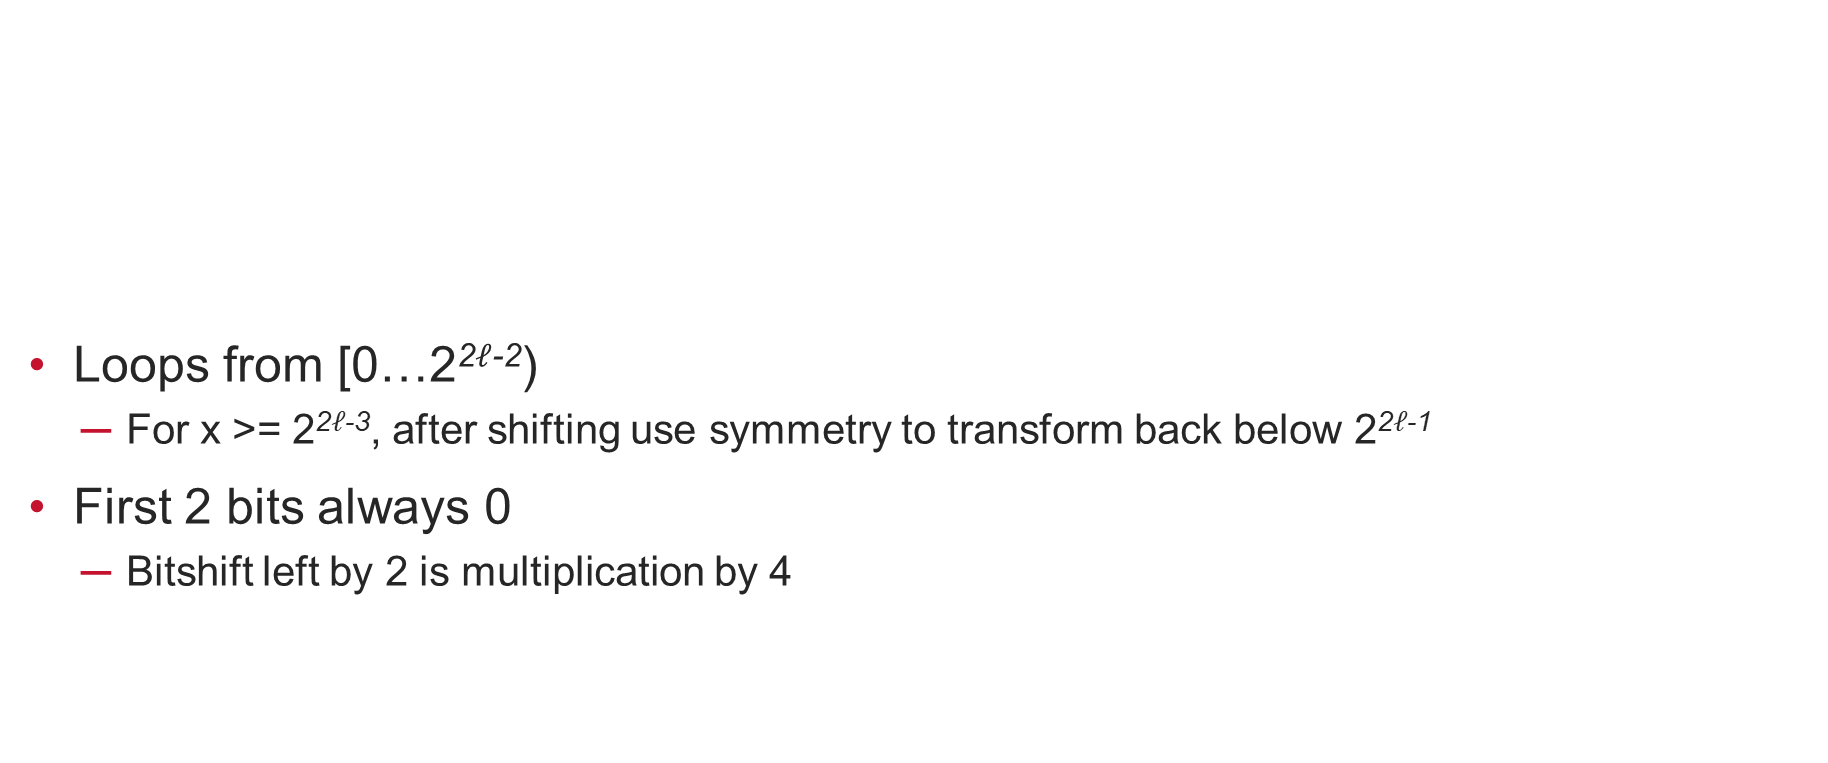 • Loops from [0…2^{2ℓ-2})
— For x >= 2^{2ℓ-3}, after shifting use symmetry to transform back below 2^{2ℓ-1}
• First 2 bits always 0
— Bitshift left by 2 is multiplication by 4